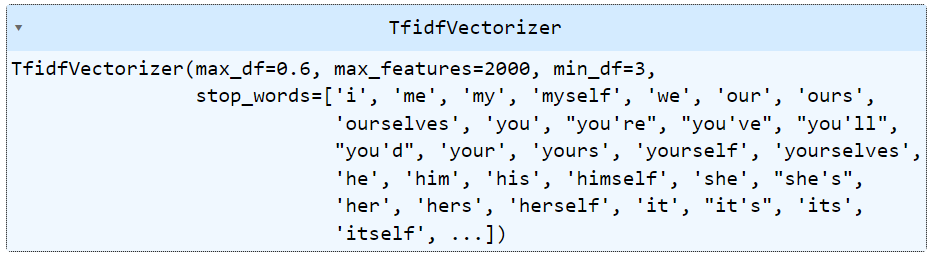 TfidfVectorizer
TfidfVectorizer(max_df=0.6, max_features=2000, min_df=3,
stop_words=['i', 'me', 'my', 'myself', 'we', 'our', 'ours',
'ourselves', 'you', "you're", "you've", "you'll",
"you'd", 'your', 'yours', 'yourself', 'yourselves',
'he', 'him', 'his', 'himself', 'she', "she's",
'her', 'hers', 'herself', 'it', "it's", 'its',
'itself', ...])